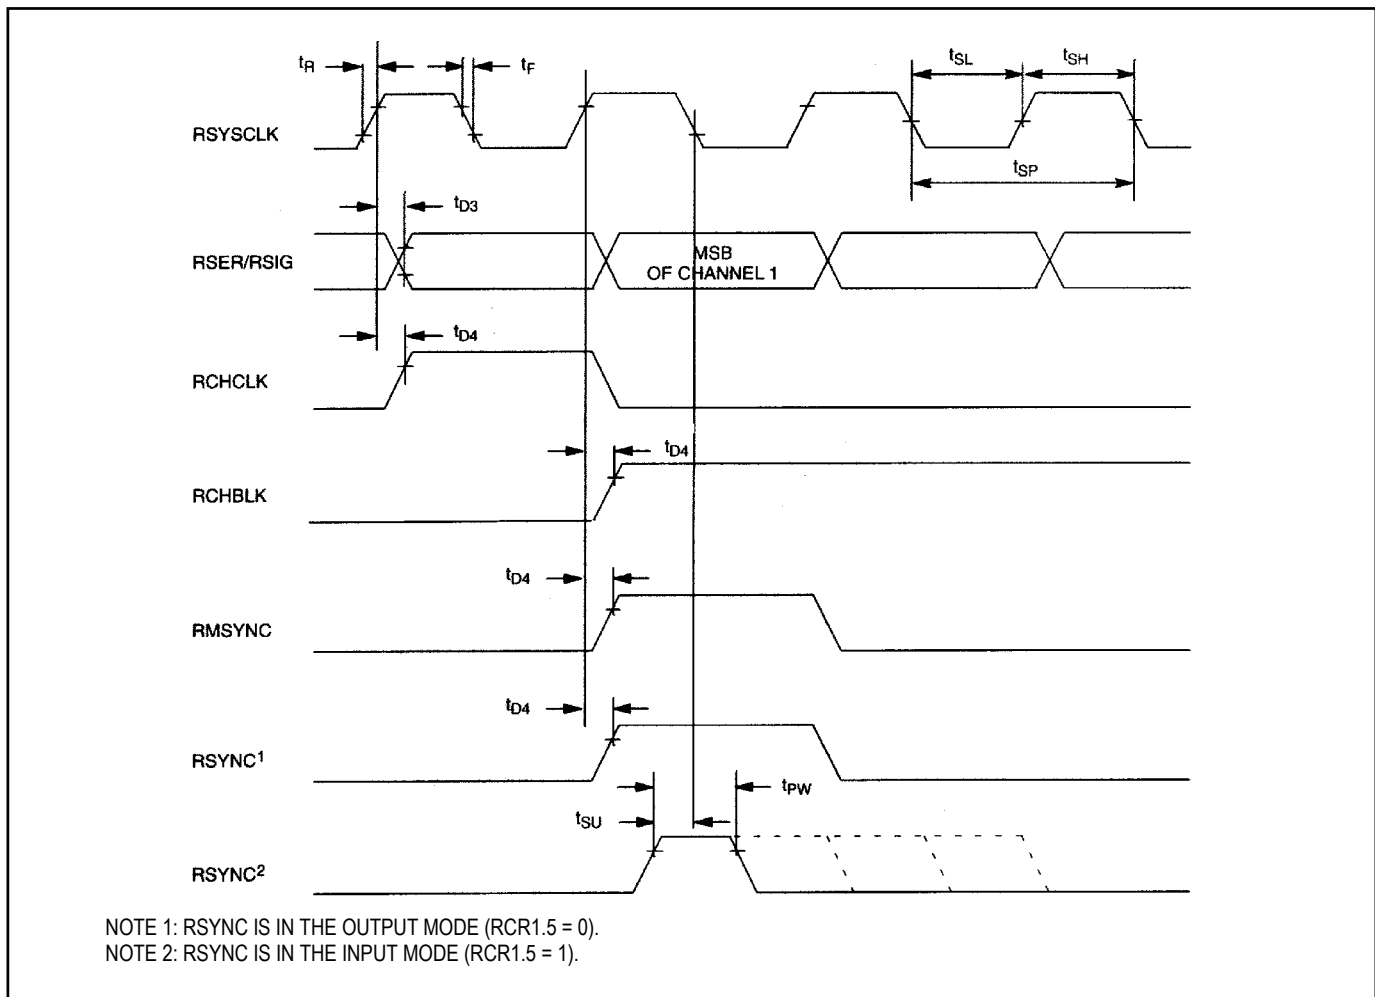 tR
tF
tSL
tSH
RSYSCLK
tSP
tD3
RSER/RSIG
MSB
OF CHANNEL 1
tD4
RCHCLK
tD4
RCHBLK
tD4
RMSYNC
tD4
RSYNC1
tPW
tSU
RSYNC2
NOTE 1: RSYNC IS IN THE OUTPUT MODE (RCR1.5 = 0).
NOTE 2: RSYNC IS IN THE INPUT MODE (RCR1.5 = 1).